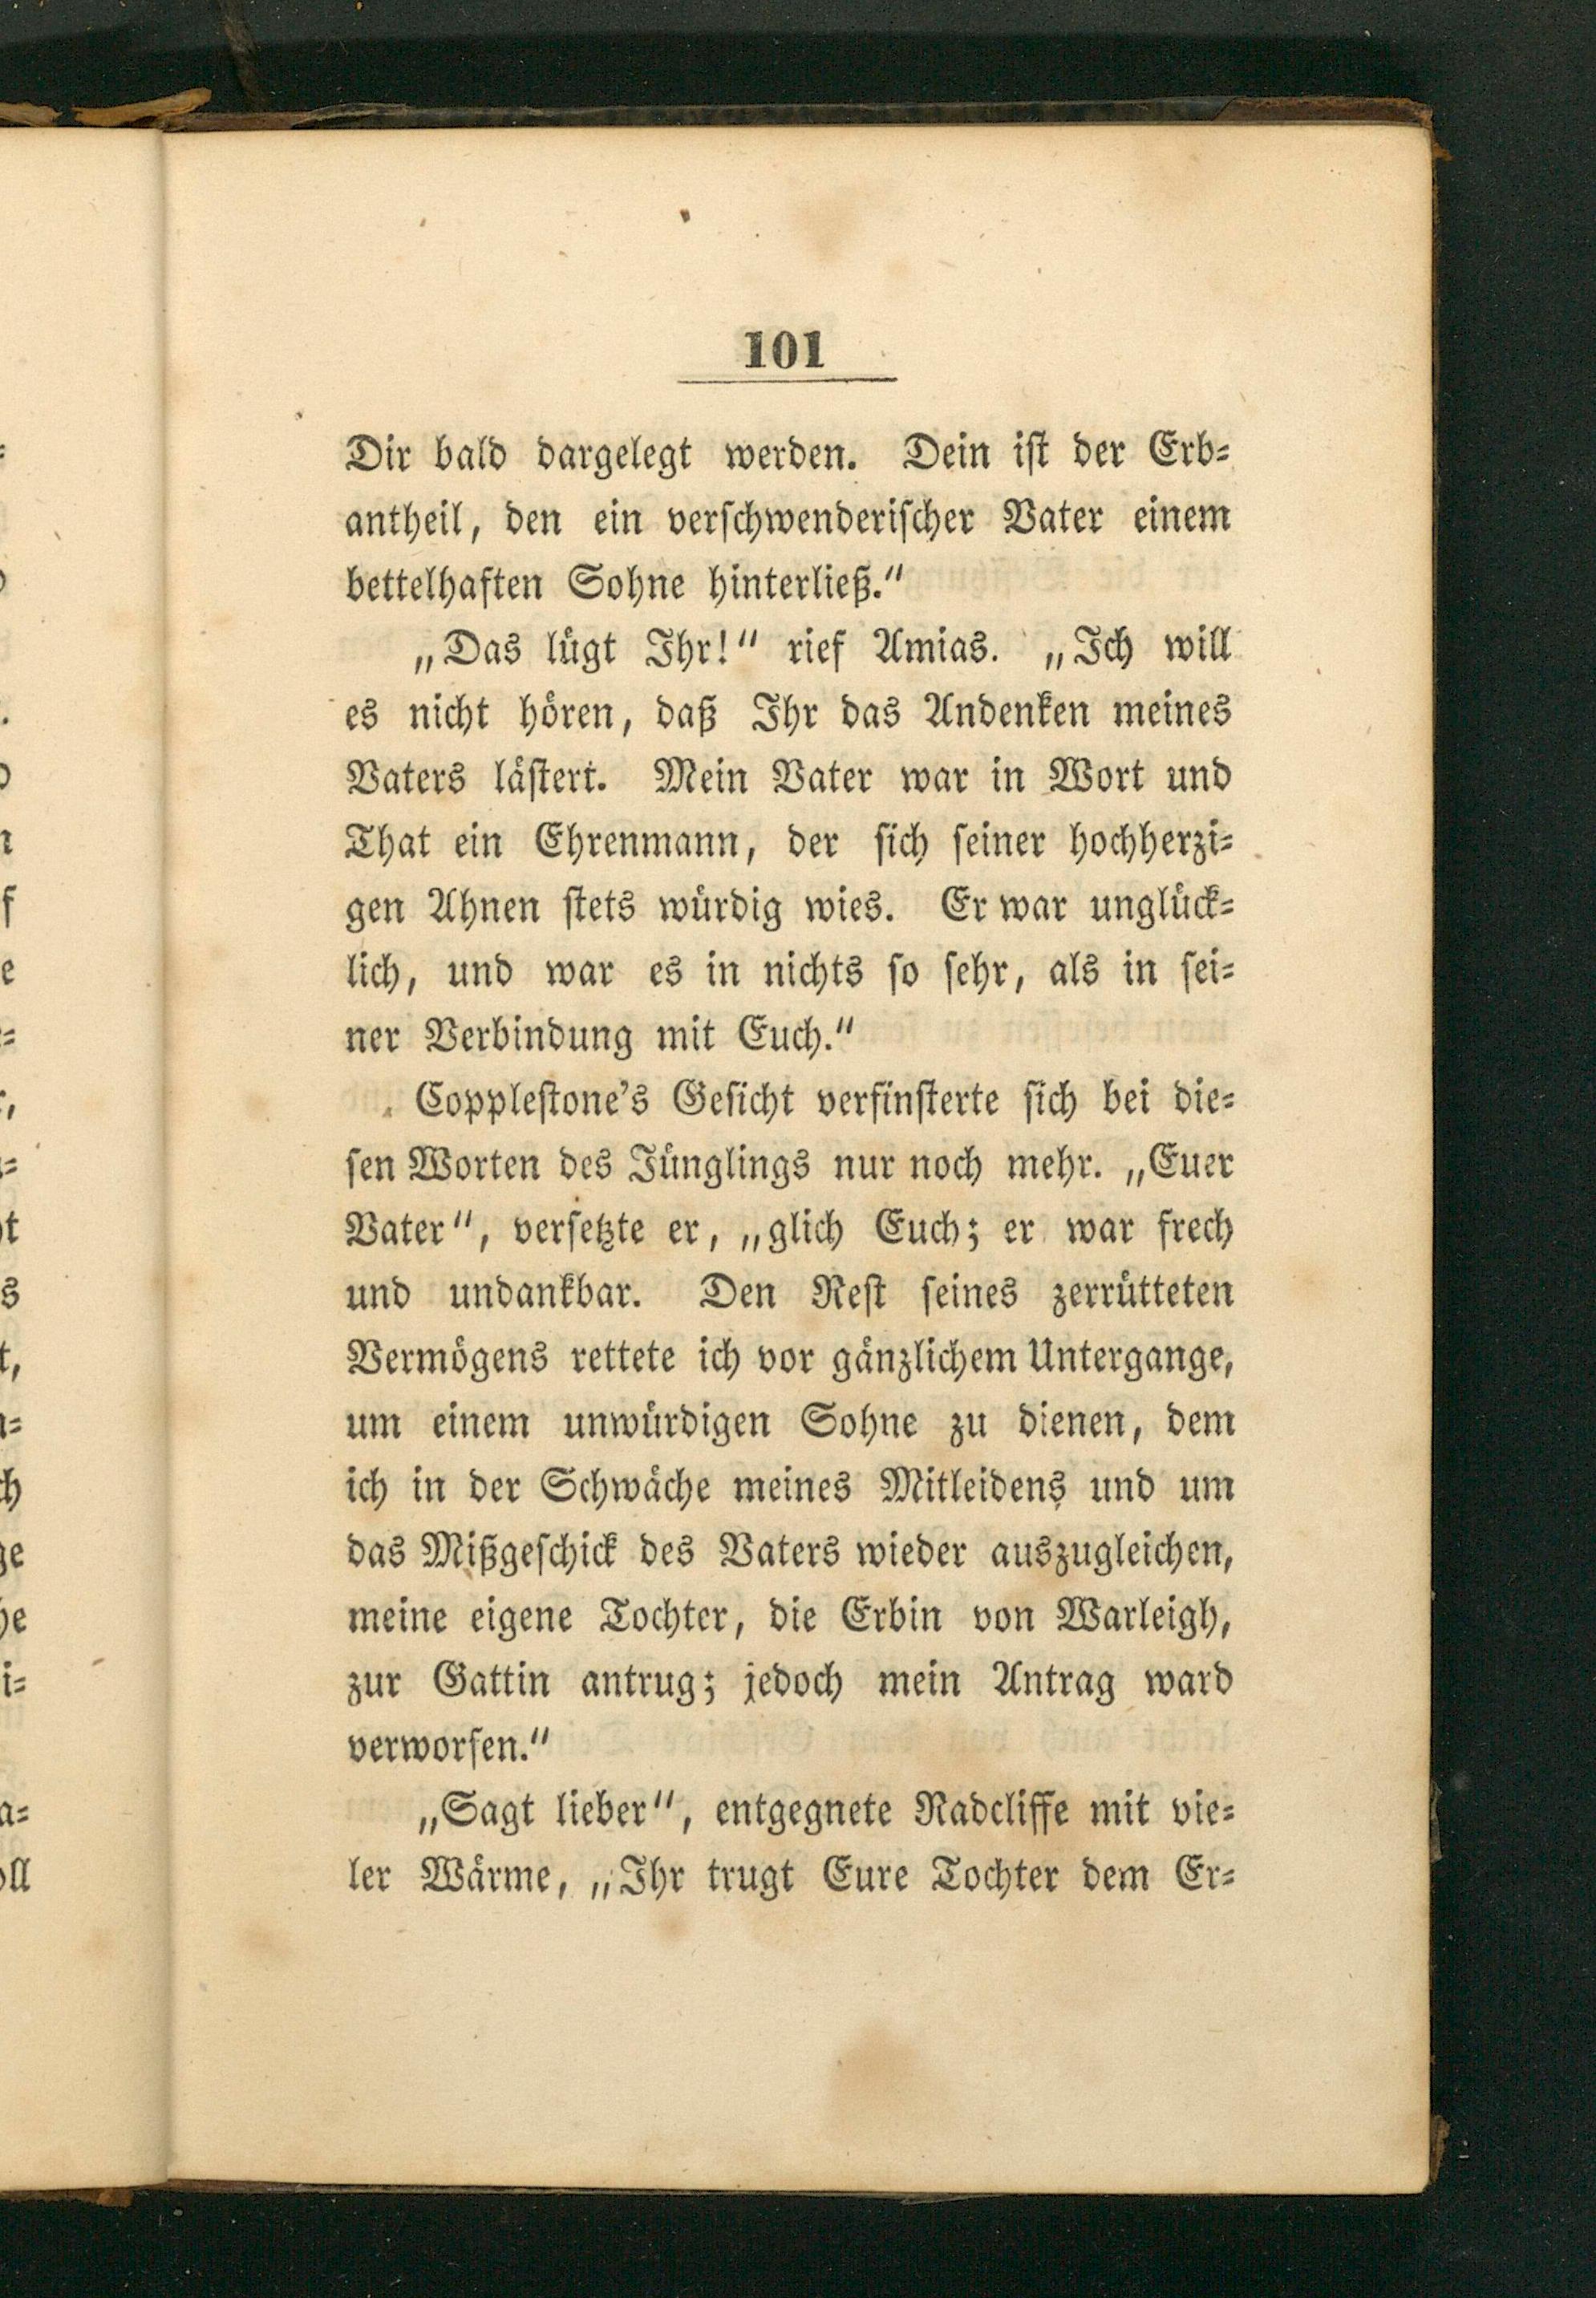 101
Dir bald dargelegt werden. Dein ist der Erb-
antheil, den ein verschwenderischer Vater einem
bettelhaften Sohne hinterließ."
„Das lügt Ihr!" rief Amias. „Ich will
es nicht hören, daß Ihr das Andenken meines
Vaters lästert. Mein Vater war in Wort und
That ein Ehrenmann, der sich seiner hochherzi-
gen Ahnen stets würdig wies. Er war unglück-
lich, und war es in nichts so sehr, als in sei-
ner Verbindung mit Euch."
Copplestone's Gesicht verfinsterte sich bei die-
sen Worten des Jünglings nur noch mehr. „Euer
Vater", versetzte er, „glich Euch; er war frech
und undankbar. Den Rest seines zerrütteten
Vermögens rettete ich vor gänzlichem Untergange,
um einem unwürdigen Sohne zu dienen, dem
ich in der Schwäche meines Mitleidens und um
das Mißgeschick des Vaters wieder auszugleichen,
meine eigene Tochter, die Erbin von Warleigh,
zur Gattin antrug; jedoch mein Antrag ward
verworfen."
„Sagt lieber", entgegnete Radcliffe mit vie-
ler Wärme, „Ihr trugt Eure Tochter dem Er-